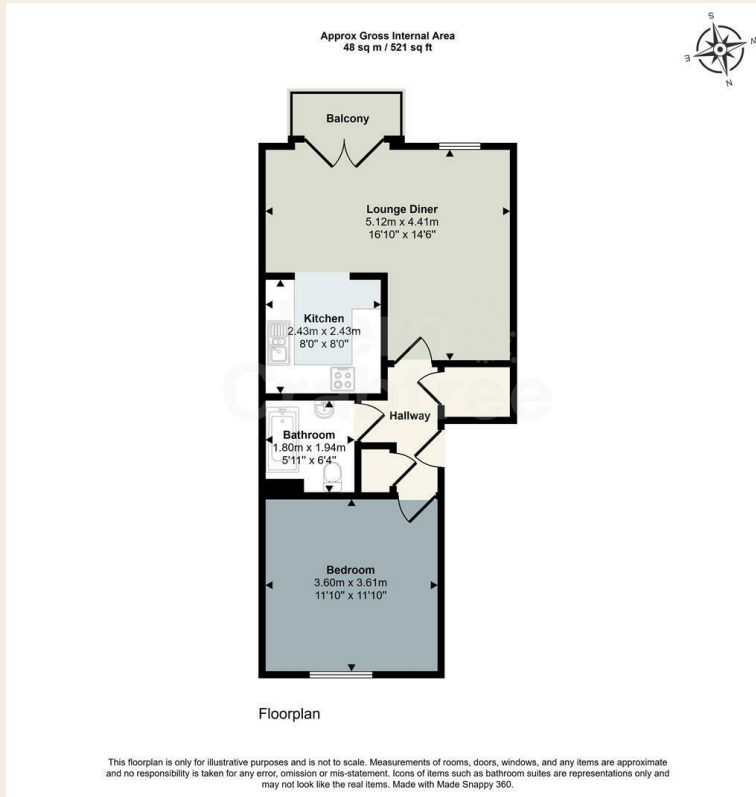 Approx Gross Internal Area
48 sq m / 521 sq ft
S
W
E
N
Balcony
Lounge Diner
5.12m x 4.41m
16'10" x 14'6"
Kitchen
2.43m x 2.43m
8'0" x 8'0"
Hallway
Bathroom
1.80m x 1.94m
5'11" x 6'4"
Bedroom
3.60m x 3.61m
11'10" x 11'10"
Floorplan
This floorplan is only for illustrative purposes and is not to scale. Measurements of rooms, doors, windows, and any items are approximate
and no responsibility is taken for any error, omission or mis-statement. Icons of items such as bathroom suites are representations only and
may not look like the real items. Made with Made Snappy 360.